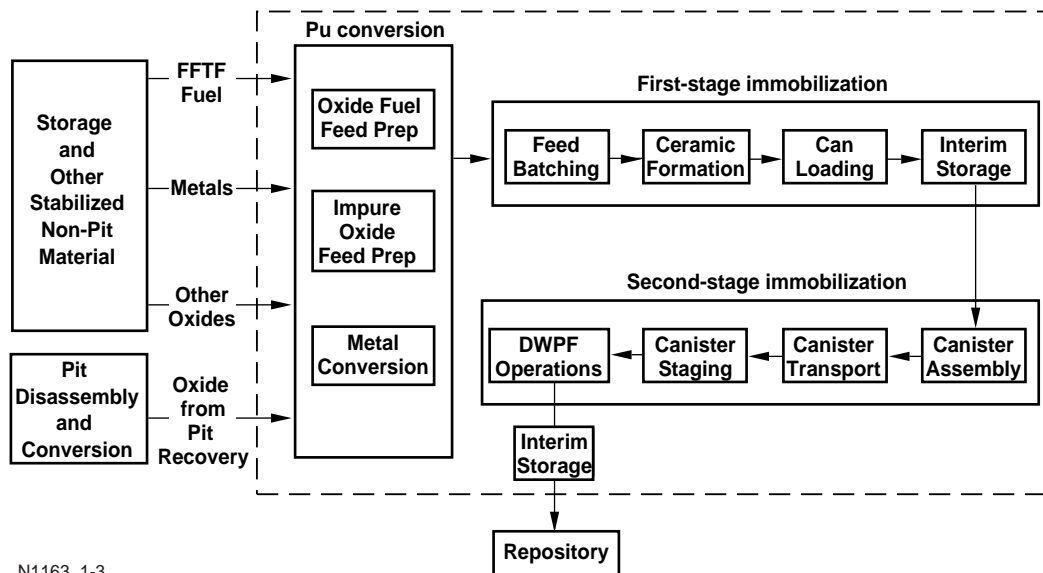 Pu conversion
FFTF
Fuel
Storage
and
Other
Stabilized
Non-Pit
Material
Metals
Other
Oxides
Pit
Disassembly
and
Conversion
Oxide
from
Pit
Recovery
Oxide Fuel
Feed Prep
Impure
Oxide
Feed Prep
Metal
Conversion
First-stage immobilization
Feed
Batching
Ceramic
Formation
Can
Loading
Interim
Storage
Second-stage immobilization
DWPF
Operations
Canister
Staging
Canister
Transport
Canister
Assembly
Interim
Storage
Repository
N1163_1-3